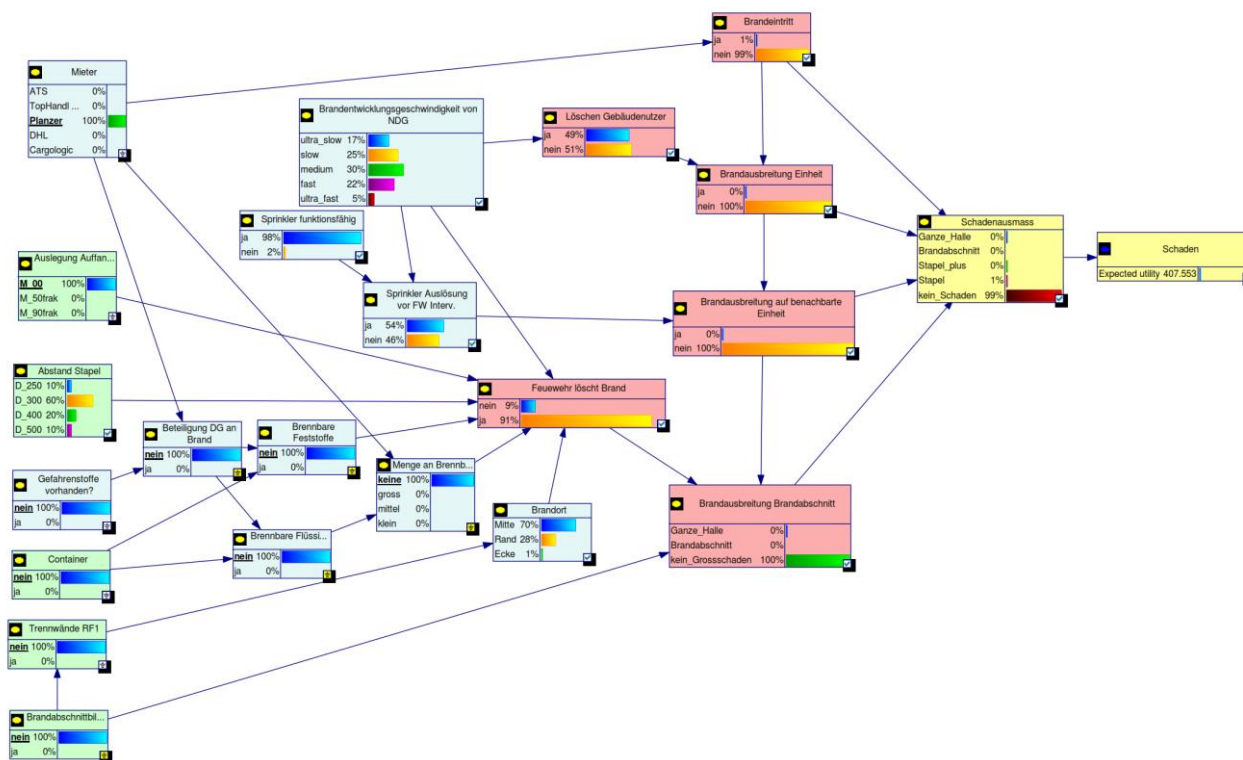 Brandeintritt
ja 1%
nein 99%
Mieter
ATS 0%
TopHandl ... 0%
Planzer 100%
DHL 0%
Cargologic 0%
Brandentwicklungsgeschwindigkeit von
NDG
ultra_slow 17%
slow 25%
medium 30%
fast 22%
ultra_fast 5%
Löschen Gebäudenutzer
ja 49%
nein 51%
Brandausbreitung Einheit
ja 0%
nein 100%
Sprinkler funktionsfähig
ja 98%
nein 2%
Schadenausmass
Ganze_Halle 0%
Brandabschnitt 0%
Stapel_plus 0%
Stapel 1%
kein_Schaden 99%
Schaden
Expected utility 407.553
Auslegung Auffan...
M_00 100%
M_50frak 0%
M_90frak 0%
Sprinkler Auslösung
vor FW Interv.
ja 54%
nein 46%
Brandausbreitung auf benachbarte
Einheit
ja 0%
nein 100%
Abstand Stapel
D_250 10%
D_300 60%
D_400 20%
D_500 10%
Feuewehr löscht Brand
nein 9%
ja 91%
Beteiligung DG an
Brand
nein 100%
ja 0%
Brennbare
Feststoffe
nein 100%
ja 0%
Menge an Brennb...
keine 100%
gross 0%
mittel 0%
klein 0%
Gefahrenstoffe
vorhanden?
nein 100%
ja 0%
Brandausbreitung Brandabschnitt
Ganze_Halle 0%
Brandabschnitt 0%
kein_Grossschaden 100%
Brandort
Mitte 70%
Rand 28%
Ecke 1%
Brennbare Flüssi...
nein 100%
ja 0%
Container
nein 100%
ja 0%
Trennwände RF1
nein 100%
ja 0%
Brandabschnittbil...
nein 100%
ja 0%